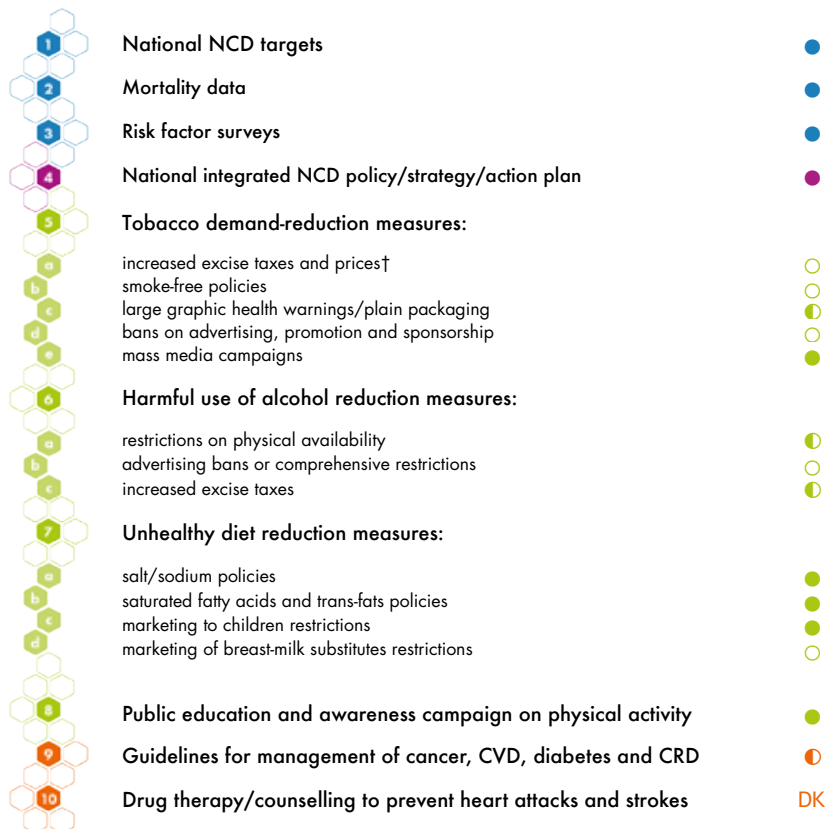 1 National NCD targets
2 Mortality data
3 Risk factor surveys
4 National integrated NCD policy/strategy/action plan
5 Tobacco demand-reduction measures:
a increased excise taxes and prices†
b smoke-free policies
c large graphic health warnings/plain packaging
d bans on advertising, promotion and sponsorship
e mass media campaigns
6 Harmful use of alcohol reduction measures:
a restrictions on physical availability
b advertising bans or comprehensive restrictions
c increased excise taxes
7 Unhealthy diet reduction measures:
a salt/sodium policies
b saturated fatty acids and trans-fats policies
c marketing to children restrictions
d marketing of breast-milk substitutes restrictions
8 Public education and awareness campaign on physical activity
9 Guidelines for management of cancer, CVD, diabetes and CRD
10 Drug therapy/counselling to prevent heart attacks and strokes DK